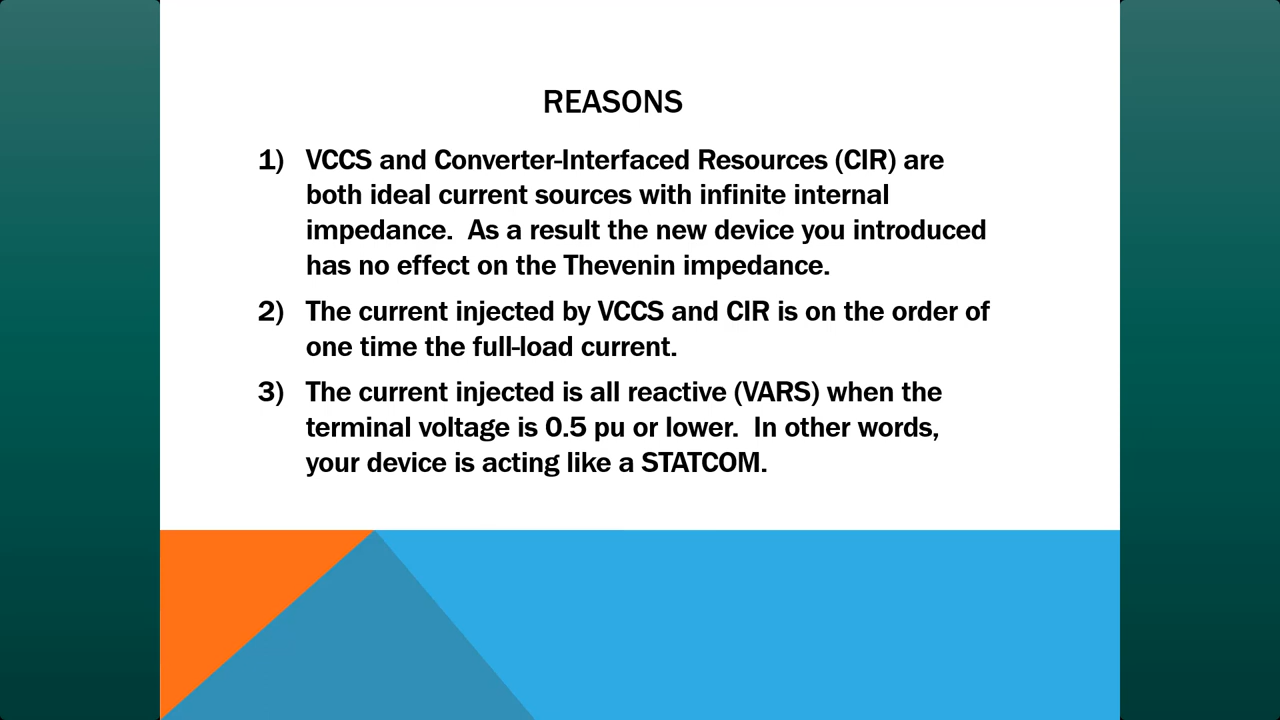 REASONS
1) VCCS and Converter-Interfaced Resources (CIR) are
both ideal current sources with infinite internal
impedance.  As a result the new device you introduced
has no effect on the Thevenin impedance.
2) The current injected by VCCS and CIR is on the order of
one time the full-load current.
3) The current injected is all reactive (VARS) when the
terminal voltage is 0.5 pu or lower.  In other words,
your device is acting like a STATCOM.